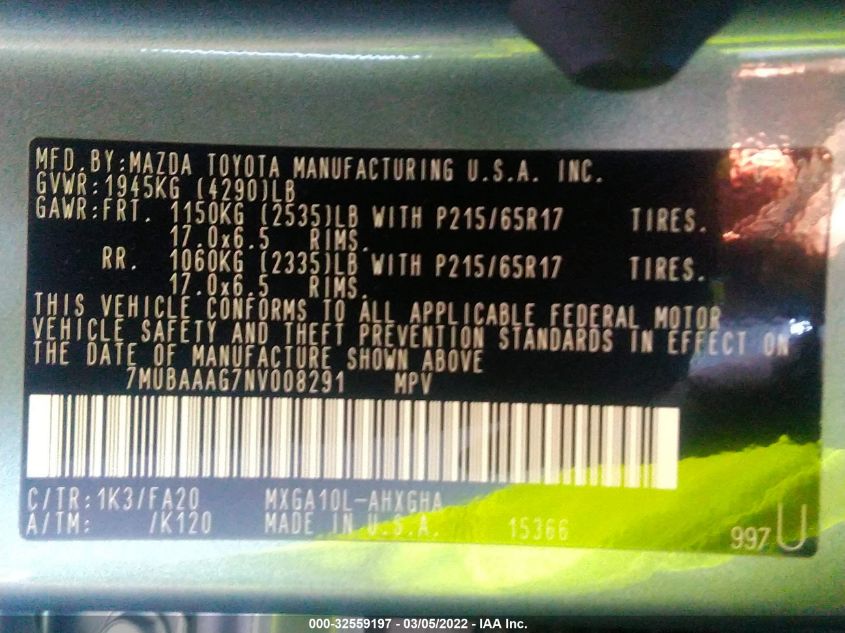 MFD. BY:MAZDA TOYOTA MANUFACTURING U.S.A. INC.
GVWR:1945KG (4290)LB
GAWR:FRT. 1150KG (2535)LB WITH P215/65R17 TIRES.
17.0x6.5 RIMS.
RR. 1060KG (2335)LB WITH P215/65R17 TIRES.
17.0x6.5 RIMS.
THIS VEHICLE CONFORMS TO ALL APPLICABLE FEDERAL MOTOR
VEHICLE SAFETY AND THEFT PREVENTION STANDARDS IN EFFECT ON
THE DATE OF MANUFACTURE SHOWN ABOVE
7MUBAAAG7NV008291 MPV
C/TR:1K3/FA20 MXGA10L-AHXGHA
A/TM: /K120 MADE IN U.S.A. 15366 997 U
000-32559197 - 03/05/2022 - IAA Inc.